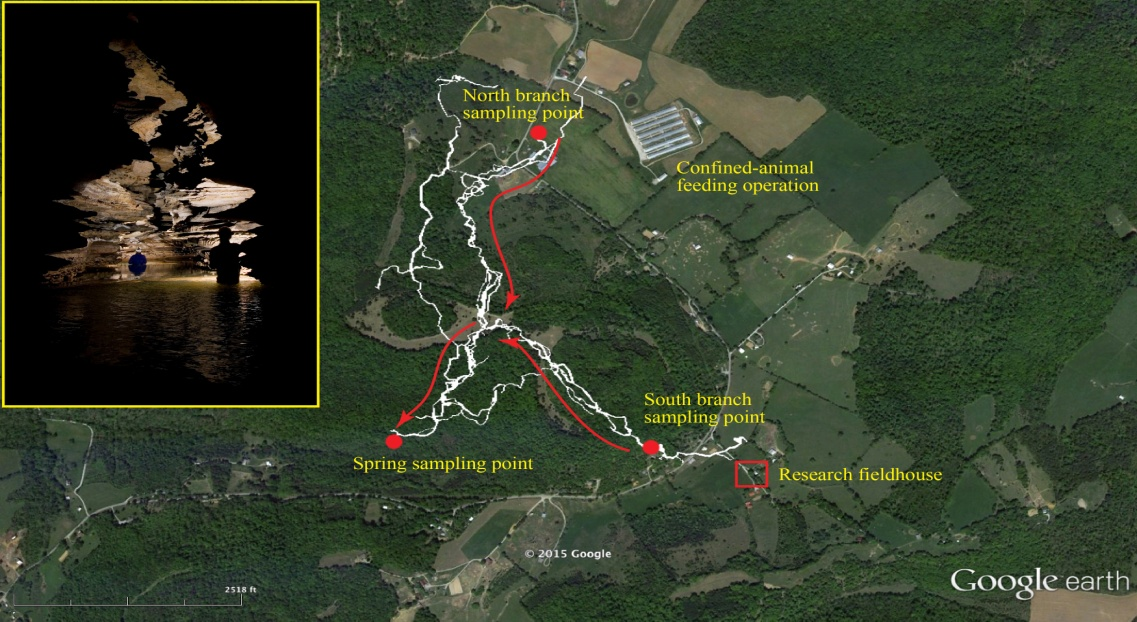 North branch
sampling point
Confined-animal
feeding operation
South branch
sampling point
Spring sampling point
Research fieldhouse
© 2015 Google
2518 ft
Google earth